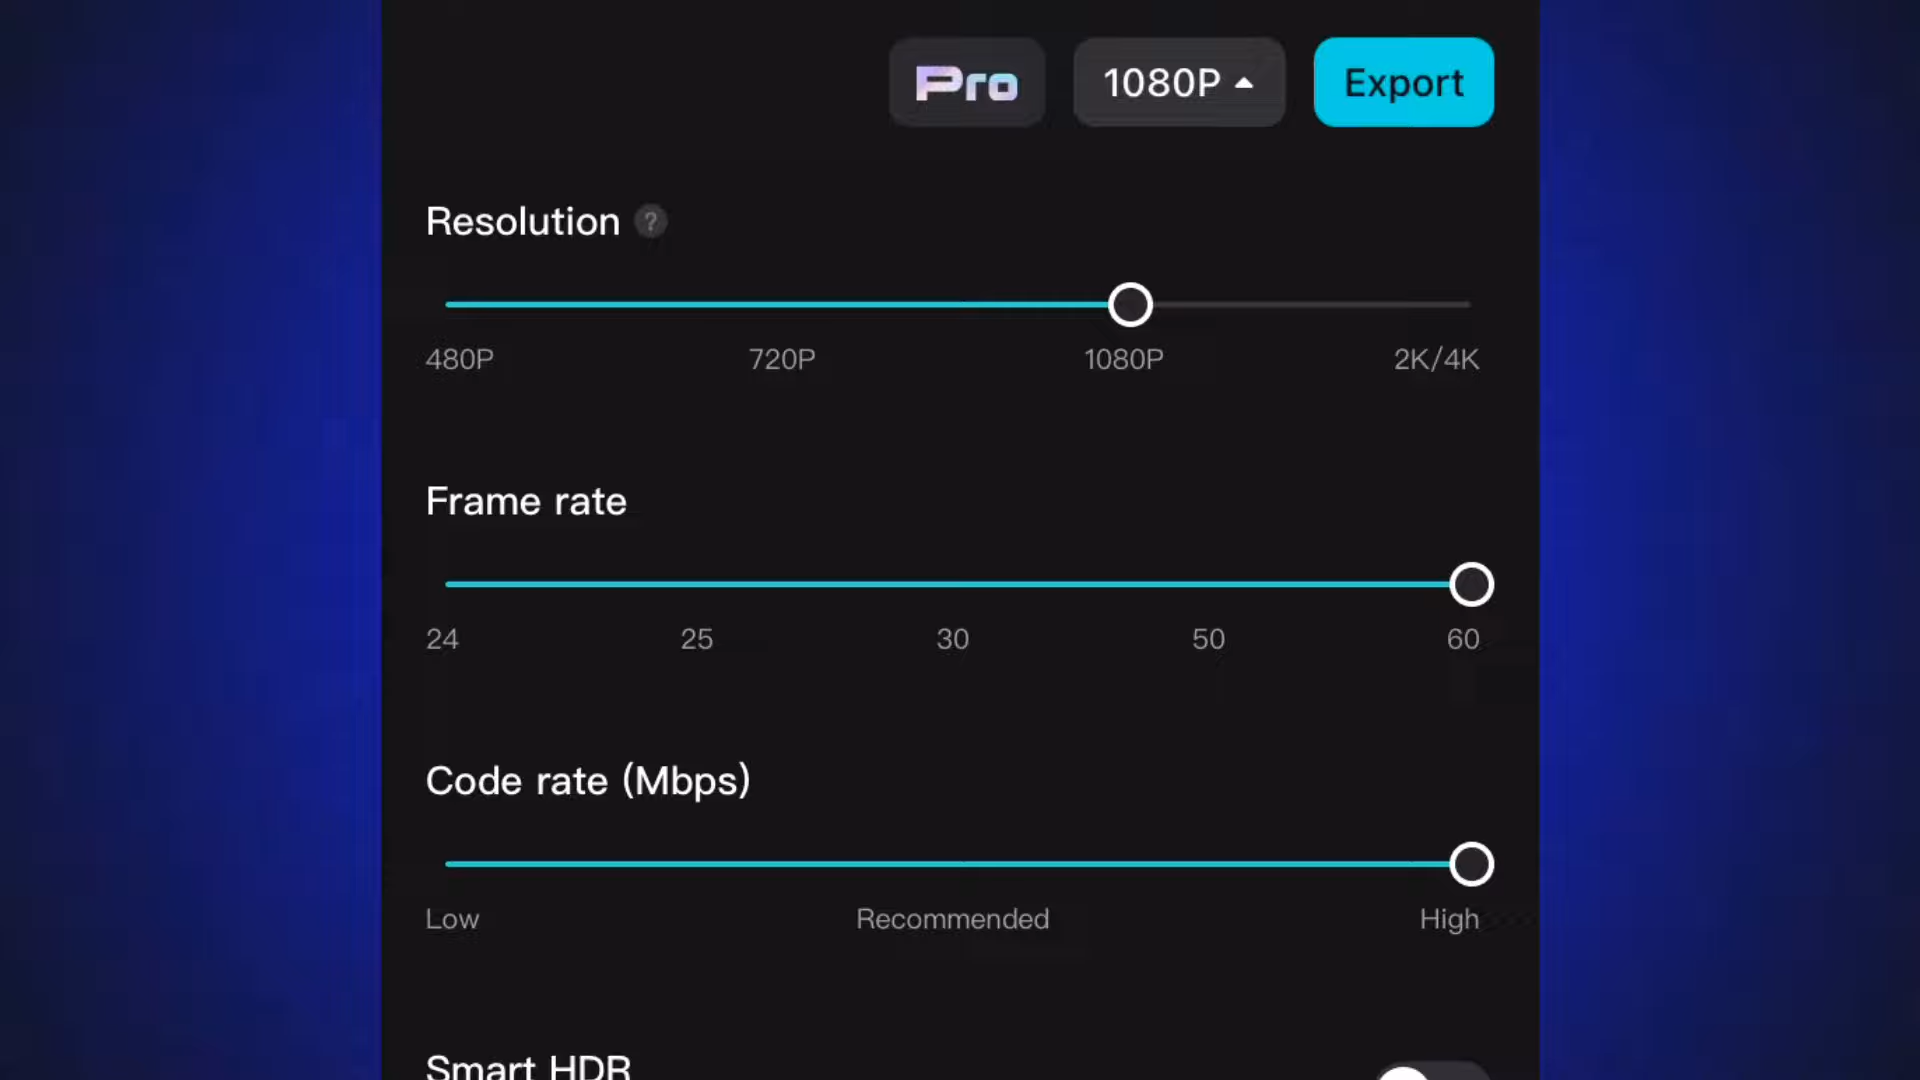 Pro 1080P Export
Resolution ?
480P 720P 1080P 2K/4K
Frame rate
24 25 30 50 60
Code rate (Mbps)
Low Recommended High
Smart HDR